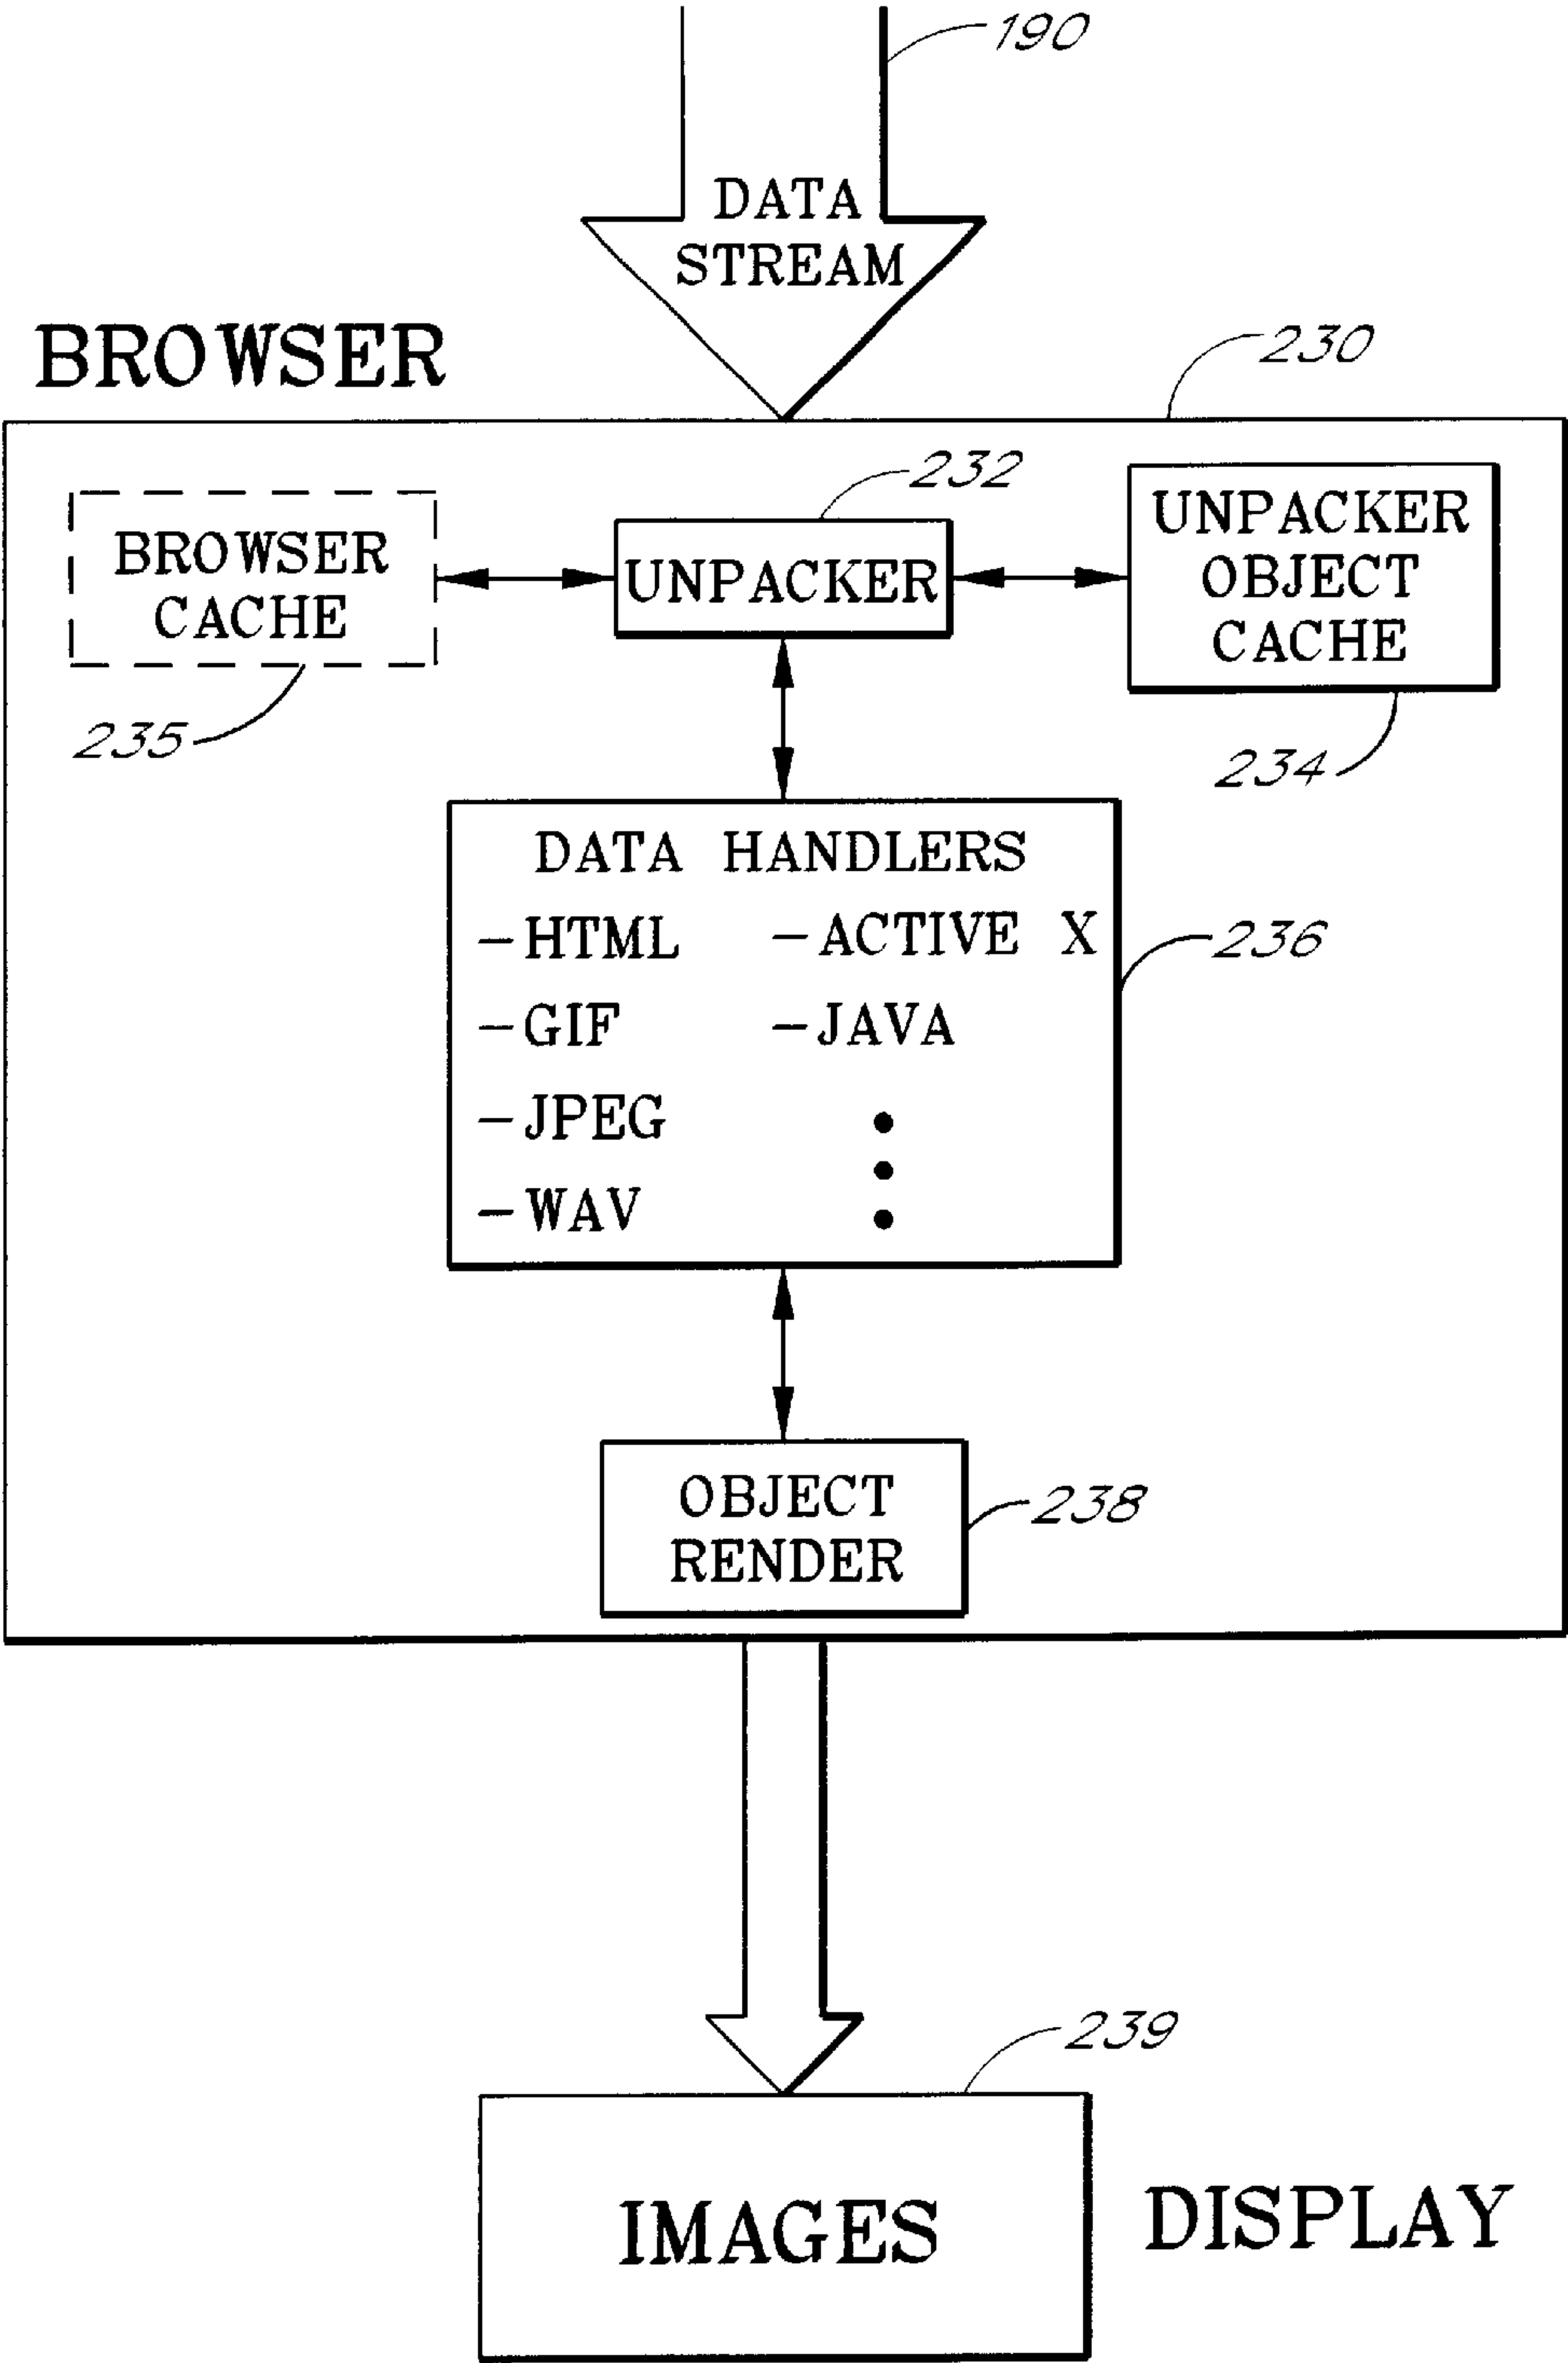 190
DATA
STREAM
BROWSER
230
232
BROWSER
CACHE
UNPACKER
UNPACKER
OBJECT
CACHE
235
234
DATA HANDLERS
-HTML -ACTIVE X
236
-GIF -JAVA
-JPEG
-WAV
OBJECT
RENDER
238
239
IMAGES
DISPLAY